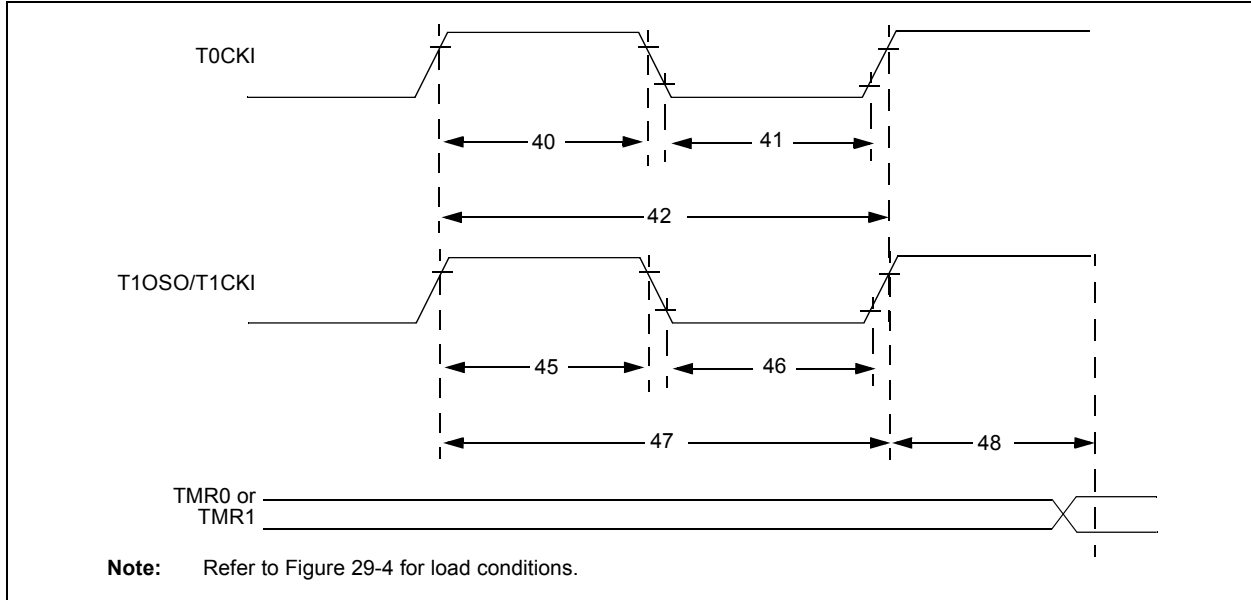 T0CKI
40
41
42
T1OSO/T1CKI
45
46
47
48
TMR0 or
TMR1
Note: Refer to Figure 29-4 for load conditions.